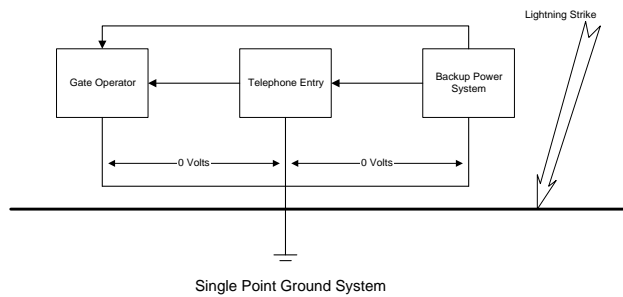 Lightning Strike
Gate Operator
Telephone Entry
Backup Power
System
0 Volts
0 Volts
Single Point Ground System